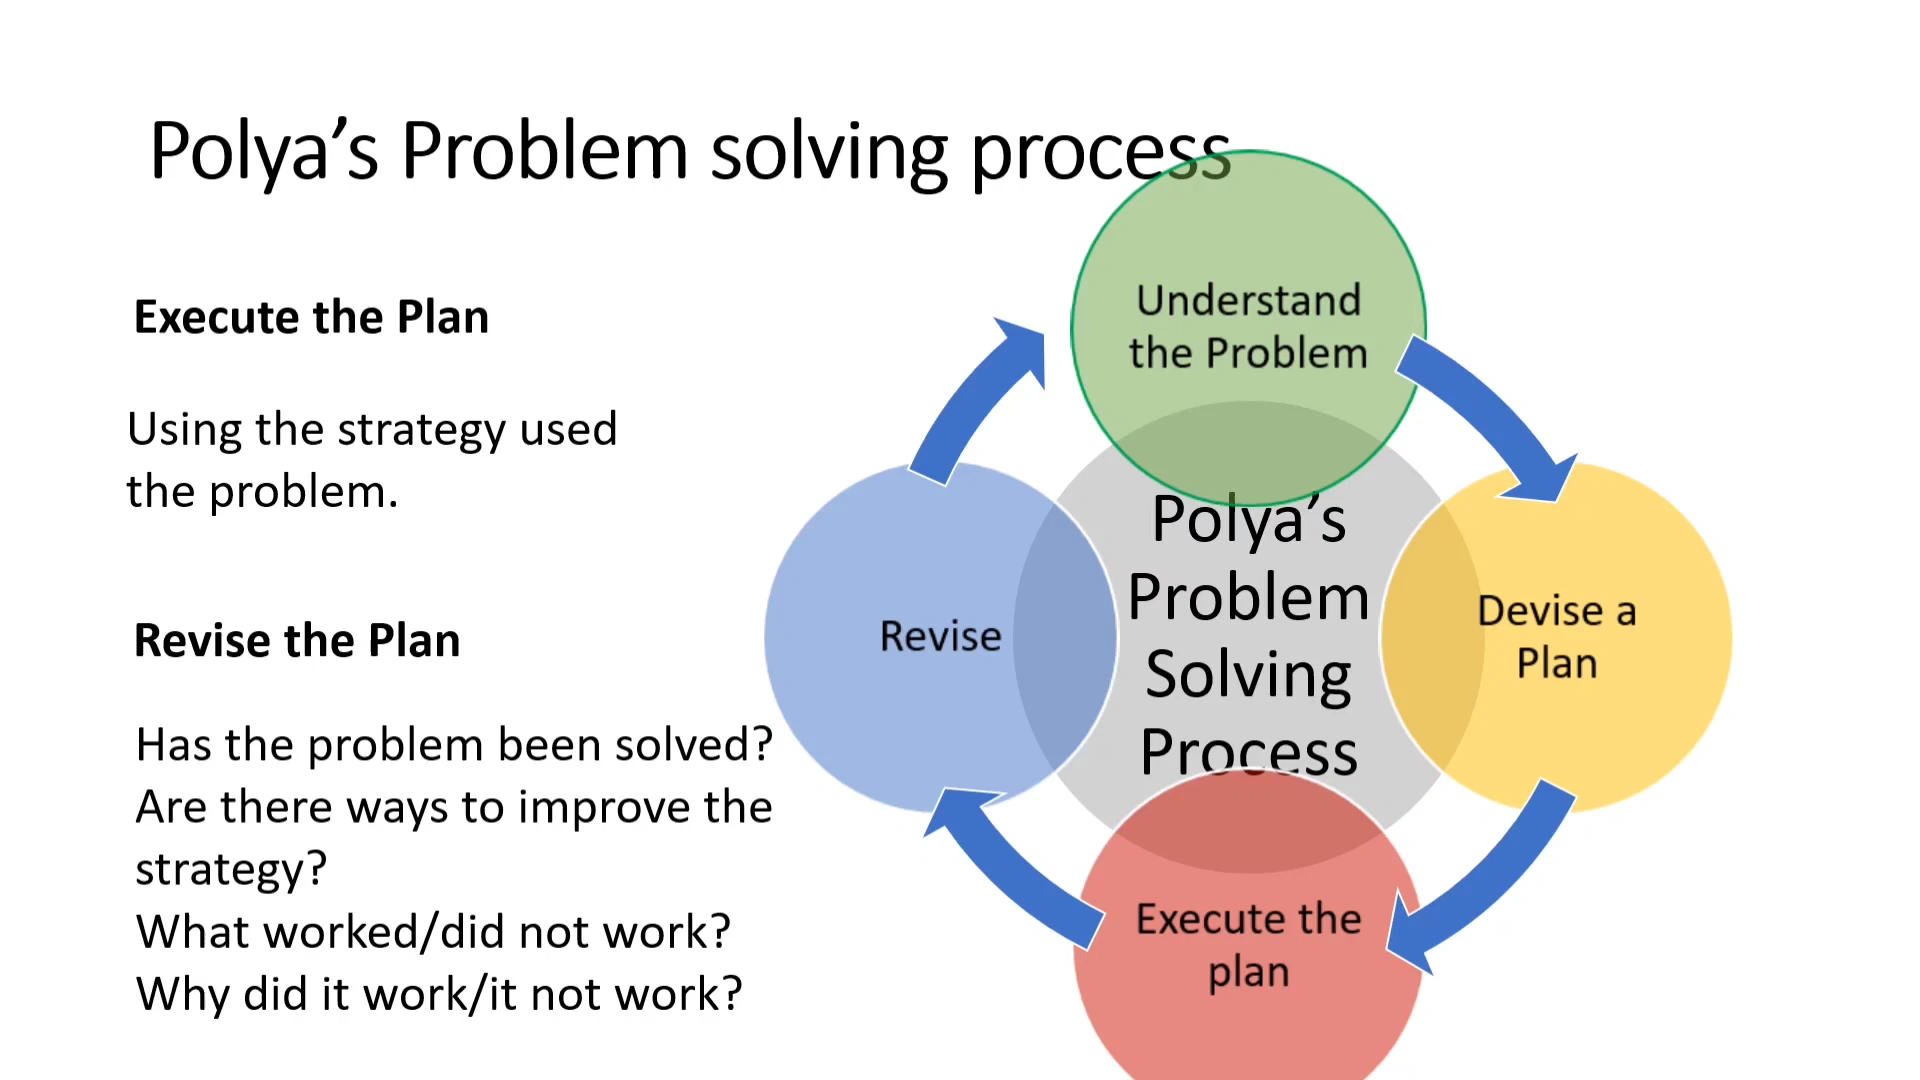 Polya’s Problem solving process
Execute the Plan
Using the strategy used
the problem.
Revise the Plan
Has the problem been solved?
Are there ways to improve the
strategy?
What worked/did not work?
Why did it work/it not work?
Understand
the Problem
Devise a
Plan
Execute the
plan
Revise
Polya’s
Problem
Solving
Process